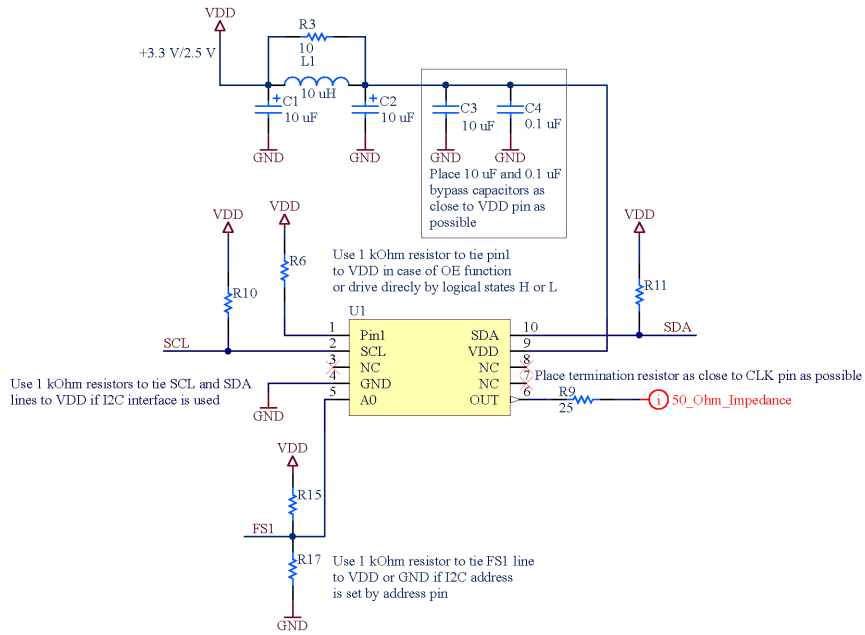 VDD
+3.3 V/2.5 V
R3
10
L1
10 uH
C1
10 uF
C2
10 uF
C3
10 uF
C4
0.1 uF
GND
GND
GND
GND
Place 10 uF and 0.1 uF
bypass capacitors as
close to VDD pin as
possible
VDD
VDD
VDD
R10
R6
R11
Use 1 kOhm resistor to tie pin1
to VDD in case of OE function
or drive direcly by logical states H or L
U1
1 Pin1 SDA 10
2 SCL VDD 9
3 NC NC 8
4 GND NC 7
5 A0 OUT 6
SCL
SDA
Use 1 kOhm resistors to tie SCL and SDA
lines to VDD if I2C interface is used
GND
Place termination resistor as close to CLK pin as possible
R9
25
i 50_Ohm_Impedance
VDD
R15
FS1
R17
GND
Use 1 kOhm resistor to tie FS1 line
to VDD or GND if I2C address
is set by address pin